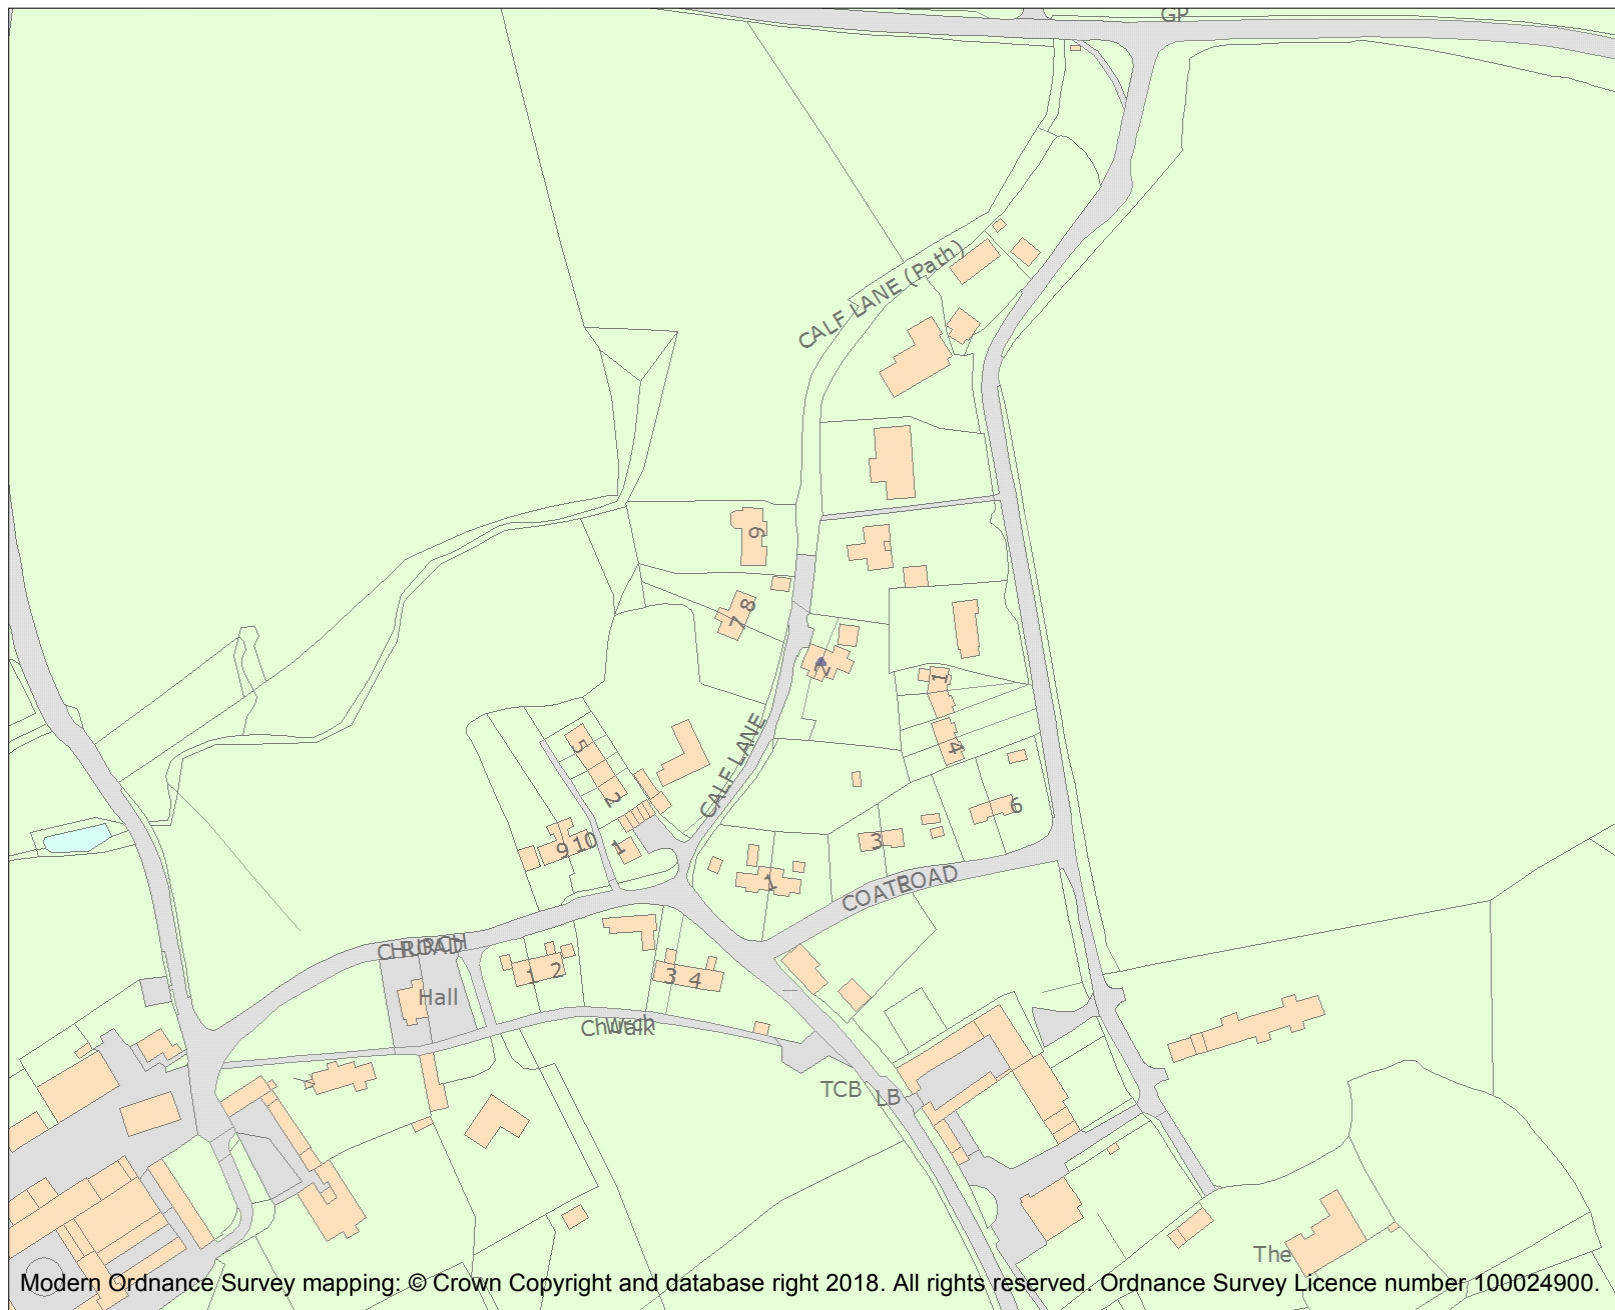 GP
CALF LANE (Path)
9
8
7
2
1
4
CALF LANE
5
2
6
3
9 10
1
1
COAT ROAD
CHURCH
ROAD
1 2
3 4
Hall
Church
Walk
TCB
LB
The
Modern Ordnance Survey mapping: © Crown Copyright and database right 2018. All rights reserved. Ordnance Survey Licence number 100024900.